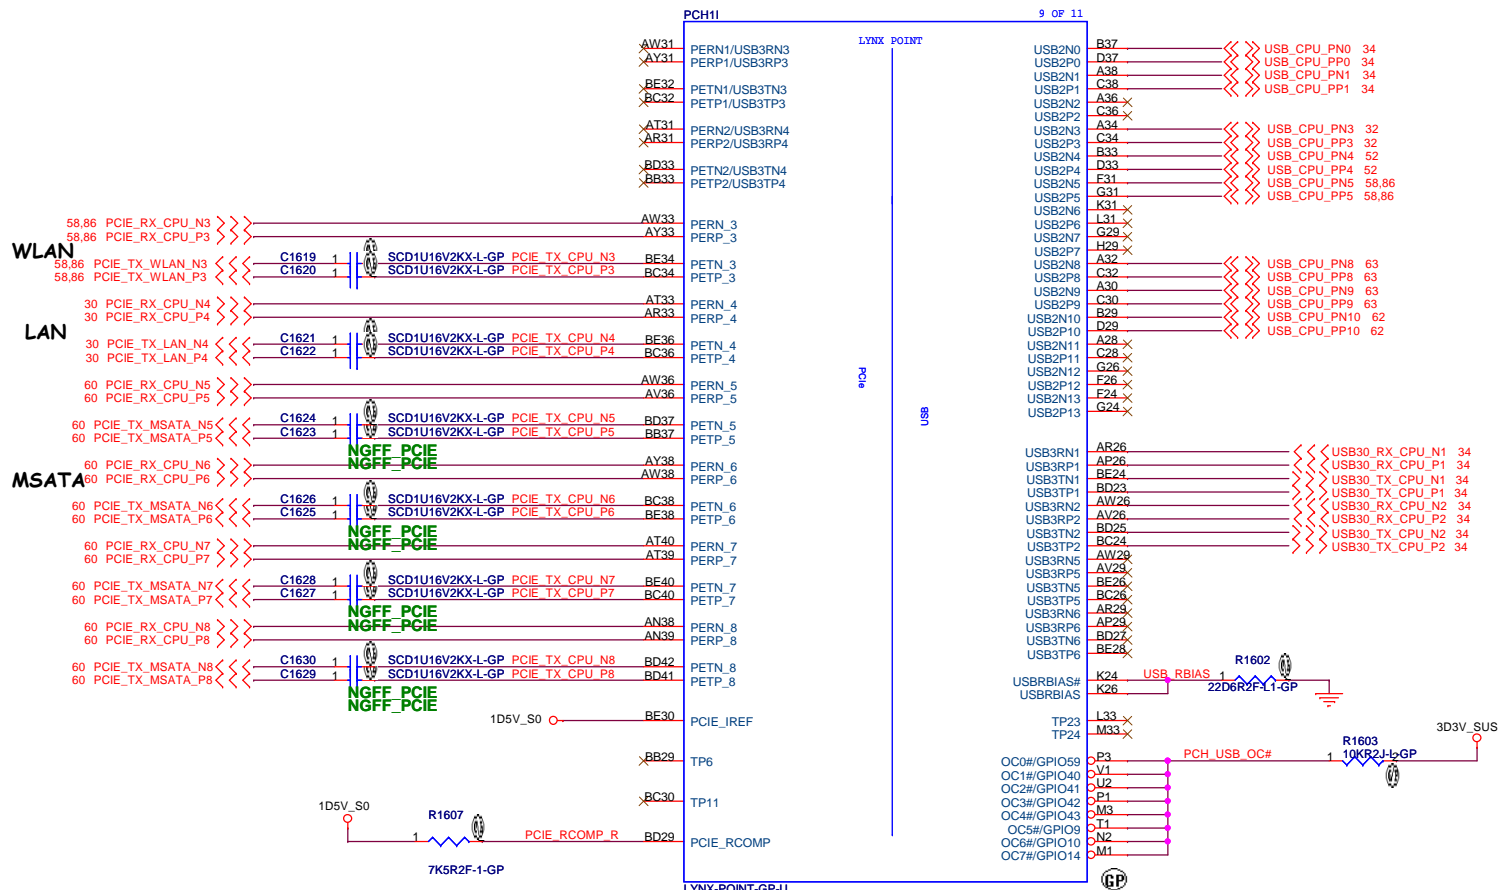 PCH1I 9 OF 11
LYNX POINT
PCIe
USB
WLAN
LAN
MSATA
AW31 PERN1/USB3RN3
AY31 PERP1/USB3RP3
BE32 PETN1/USB3TN3
BC32 PETP1/USB3TP3
AT31 PERN2/USB3RN4
AR31 PERP2/USB3RP4
BD33 PETN2/USB3TN4
BB33 PETP2/USB3TP4
58,86 PCIE_RX_CPU_N3 AW33 PERN_3
58,86 PCIE_RX_CPU_P3 AY33 PERP_3
58,86 PCIE_TX_WLAN_N3 C1619 1 SCD1U16V2KX-L-GP PCIE_TX_CPU_N3 BE34 PETN_3
58,86 PCIE_TX_WLAN_P3 C1620 1 SCD1U16V2KX-L-GP PCIE_TX_CPU_P3 BC34 PETP_3
30 PCIE_RX_CPU_N4 AT33 PERN_4
30 PCIE_RX_CPU_P4 AR33 PERP_4
30 PCIE_TX_LAN_N4 C1621 1 SCD1U16V2KX-L-GP PCIE_TX_CPU_N4 BE36 PETN_4
30 PCIE_TX_LAN_P4 C1622 1 SCD1U16V2KX-L-GP PCIE_TX_CPU_P4 BC36 PETP_4
60 PCIE_RX_CPU_N5 AW36 PERN_5
60 PCIE_RX_CPU_P5 AV36 PERP_5
60 PCIE_TX_MSATA_N5 C1624 1 SCD1U16V2KX-L-GP PCIE_TX_CPU_N5 BD37 PETN_5
60 PCIE_TX_MSATA_P5 C1623 1 SCD1U16V2KX-L-GP PCIE_TX_CPU_P5 BB37 PETP_5
NGFF_PCIE
NGFF_PCIE
60 PCIE_RX_CPU_N6 AY38 PERN_6
60 PCIE_RX_CPU_P6 AW38 PERP_6
60 PCIE_TX_MSATA_N6 C1626 1 SCD1U16V2KX-L-GP PCIE_TX_CPU_N6 BC38 PETN_6
60 PCIE_TX_MSATA_P6 C1625 1 SCD1U16V2KX-L-GP PCIE_TX_CPU_P6 BE38 PETP_6
NGFF_PCIE
NGFF_PCIE
60 PCIE_RX_CPU_N7 AT40 PERN_7
60 PCIE_RX_CPU_P7 AT39 PERP_7
60 PCIE_TX_MSATA_N7 C1628 1 SCD1U16V2KX-L-GP PCIE_TX_CPU_N7 BE40 PETN_7
60 PCIE_TX_MSATA_P7 C1627 1 SCD1U16V2KX-L-GP PCIE_TX_CPU_P7 BC40 PETP_7
NGFF_PCIE
NGFF_PCIE
60 PCIE_RX_CPU_N8 AN38 PERN_8
60 PCIE_RX_CPU_P8 AN39 PERP_8
60 PCIE_TX_MSATA_N8 C1630 1 SCD1U16V2KX-L-GP PCIE_TX_CPU_N8 BD42 PETN_8
60 PCIE_TX_MSATA_P8 C1629 1 SCD1U16V2KX-L-GP PCIE_TX_CPU_P8 BD41 PETP_8
NGFF_PCIE
NGFF_PCIE
1D5V_S0 BE30 PCIE_IREF
BB29 TP6
BC30 TP11
1D5V_S0
R1607
1 PCIE_RCOMP_R BD29 PCIE_RCOMP
7K5R2F-1-GP
LYNX-POINT-GP-U
USB2N0 B37 USB_CPU_PN0 34
USB2P0 D37 USB_CPU_PP0 34
USB2N1 A38 USB_CPU_PN1 34
USB2P1 C38 USB_CPU_PP1 34
USB2N2 A36
USB2P2 C36
USB2N3 A34 USB_CPU_PN3 32
USB2P3 C34 USB_CPU_PP3 32
USB2N4 B33 USB_CPU_PN4 52
USB2P4 D33 USB_CPU_PP4 52
USB2N5 F31 USB_CPU_PN5 58,86
USB2P5 G31 USB_CPU_PP5 58,86
USB2N6 K31
USB2P6 L31
USB2N7 G29
USB2P7 H29
USB2N8 A32 USB_CPU_PN8 63
USB2P8 C32 USB_CPU_PP8 63
USB2N9 A30 USB_CPU_PN9 63
USB2P9 C30 USB_CPU_PP9 63
USB2N10 B29 USB_CPU_PN10 62
USB2P10 D29 USB_CPU_PP10 62
USB2N11 A28
USB2P11 C28
USB2N12 G26
USB2P12 F26
USB2N13 F24
USB2P13 G24
USB3RN1 AR26 USB30_RX_CPU_N1 34
USB3RP1 AP26 USB30_RX_CPU_P1 34
USB3TN1 BE24 USB30_TX_CPU_N1 34
USB3TP1 BD23 USB30_TX_CPU_P1 34
USB3RN2 AW26 USB30_RX_CPU_N2 34
USB3RP2 AV26 USB30_RX_CPU_P2 34
USB3TN2 BD25 USB30_TX_CPU_N2 34
USB3TP2 BC24 USB30_TX_CPU_P2 34
USB3RN5 AW29
USB3RP5 AV29
USB3TN5 BE26
USB3TP5 BC26
USB3RN6 AR29
USB3RP6 AP29
USB3TN6 BD27
USB3TP6 BE28
R1602
USBRBIAS# K24 USB_RBIAS 1
22D6R2F-L1-GP
USBRBIAS K26
TP23 L33
TP24 M33
3D3V_SUS
R1603
10KR2J-L-GP
OC0#/GPIO59 P3 PCH_USB_OC# 1
OC1#/GPIO40 V1
OC2#/GPIO41 U2
OC3#/GPIO42 P1
OC4#/GPIO43 M3
OC5#/GPIO9 T1
OC6#/GPIO10 N2
OC7#/GPIO14 M1
GP